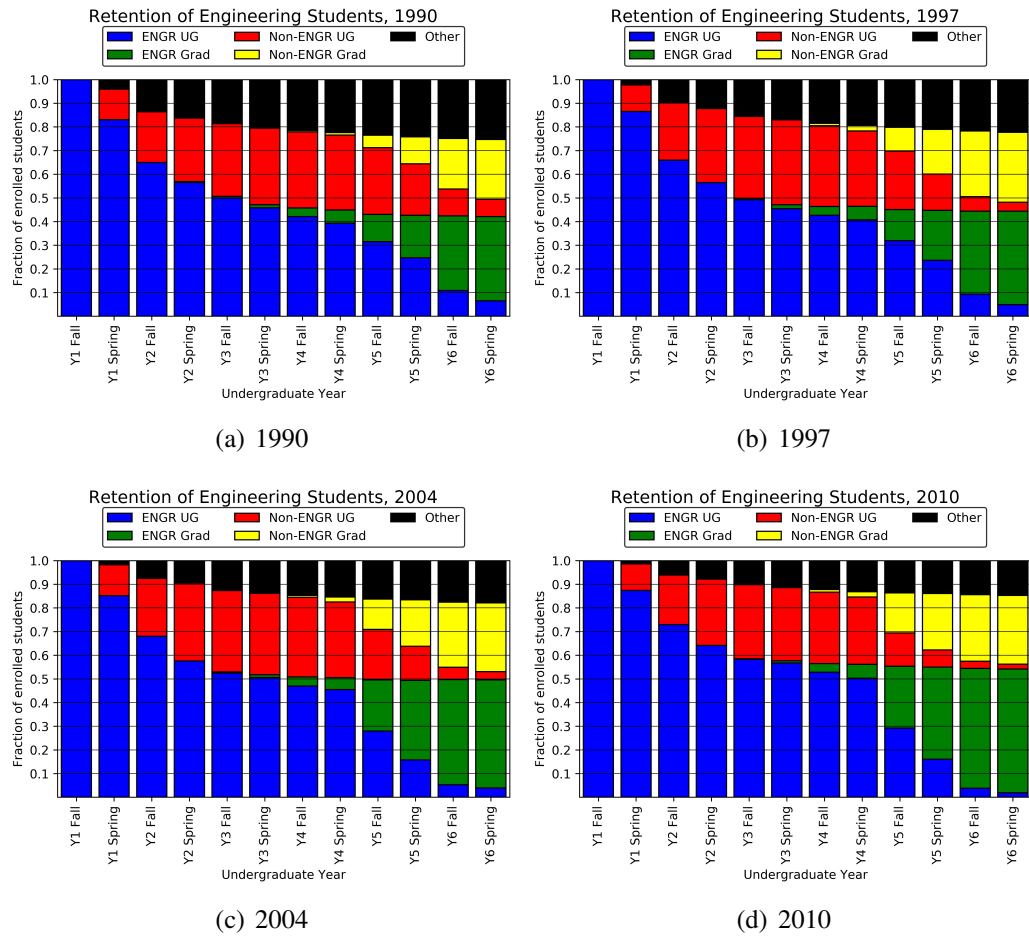 Retention of Engineering Students, 1990
ENGR UG Non-ENGR UG Other
ENGR Grad Non-ENGR Grad
Fraction of enrolled students
1.0
0.9
0.8
0.7
0.6
0.5
0.4
0.3
0.2
0.1
Y1 Fall
Y1 Spring
Y2 Fall
Y2 Spring
Y3 Fall
Y3 Spring
Y4 Fall
Y4 Spring
Y5 Fall
Y5 Spring
Y6 Fall
Y6 Spring
Undergraduate Year
(a) 1990
Retention of Engineering Students, 1997
ENGR UG Non-ENGR UG Other
ENGR Grad Non-ENGR Grad
Fraction of enrolled students
1.0
0.9
0.8
0.7
0.6
0.5
0.4
0.3
0.2
0.1
Y1 Fall
Y1 Spring
Y2 Fall
Y2 Spring
Y3 Fall
Y3 Spring
Y4 Fall
Y4 Spring
Y5 Fall
Y5 Spring
Y6 Fall
Y6 Spring
Undergraduate Year
(b) 1997
Retention of Engineering Students, 2004
ENGR UG Non-ENGR UG Other
ENGR Grad Non-ENGR Grad
Fraction of enrolled students
1.0
0.9
0.8
0.7
0.6
0.5
0.4
0.3
0.2
0.1
Y1 Fall
Y1 Spring
Y2 Fall
Y2 Spring
Y3 Fall
Y3 Spring
Y4 Fall
Y4 Spring
Y5 Fall
Y5 Spring
Y6 Fall
Y6 Spring
Undergraduate Year
(c) 2004
Retention of Engineering Students, 2010
ENGR UG Non-ENGR UG Other
ENGR Grad Non-ENGR Grad
Fraction of enrolled students
1.0
0.9
0.8
0.7
0.6
0.5
0.4
0.3
0.2
0.1
Y1 Fall
Y1 Spring
Y2 Fall
Y2 Spring
Y3 Fall
Y3 Spring
Y4 Fall
Y4 Spring
Y5 Fall
Y5 Spring
Y6 Fall
Y6 Spring
Undergraduate Year
(d) 2010